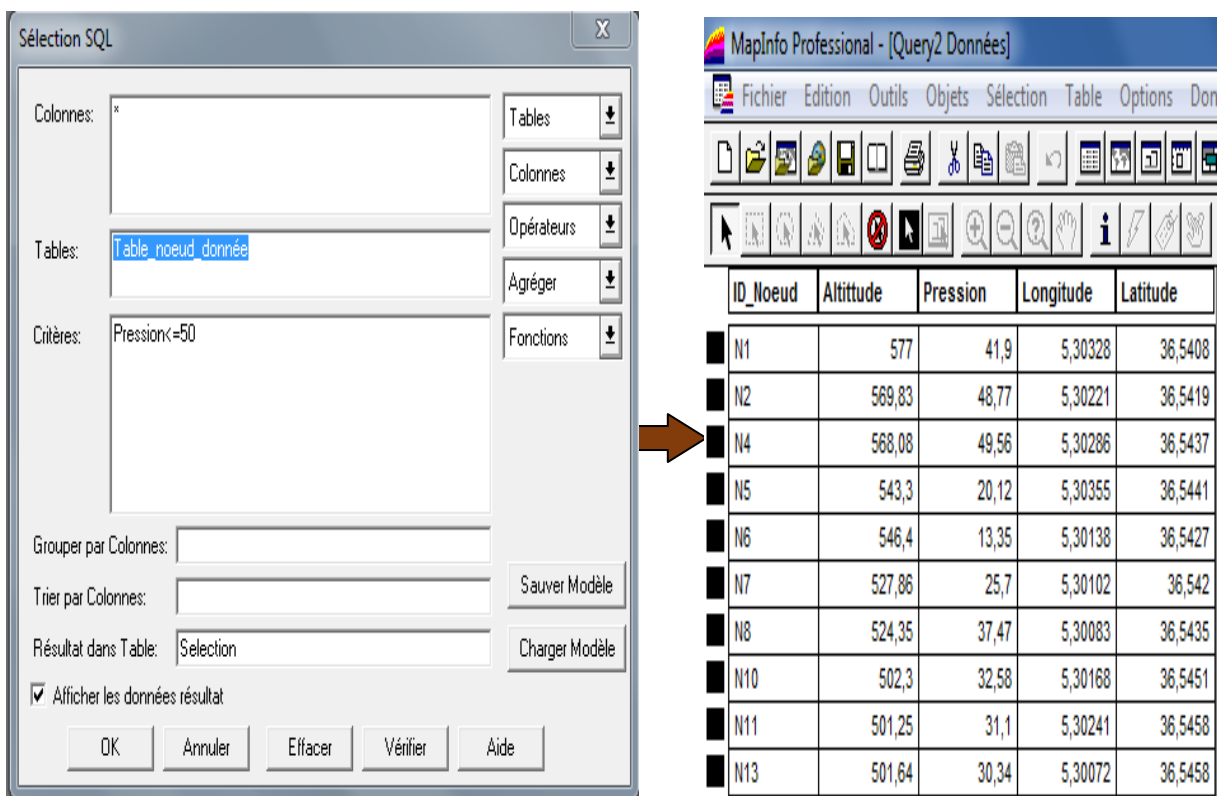 Sélection SQL
Colonnes: *
Tables
Colonnes
Opérateurs
Tables: Table_noeud_donnée
Agréger
Critères: Pression<=50
Fonctions
Grouper par Colonnes:
Trier par Colonnes:
Sauver Modèle
Résultat dans Table: Selection
Charger Modèle
Afficher les données résultat
OK Annuler Effacer Vérifier Aide
MapInfo Professional - [Query2 Données]
Fichier Edition Outils Objets Sélection Table Options Don
ID_Noeud Altittude Pression Longitude Latitude
N1 577 41,9 5,30328 36,5408
N2 569,83 48,77 5,30221 36,5419
N4 568,08 49,56 5,30286 36,5437
N5 543,3 20,12 5,30355 36,5441
N6 546,4 13,35 5,30138 36,5427
N7 527,86 25,7 5,30102 36,542
N8 524,35 37,47 5,30083 36,5435
N10 502,3 32,58 5,30168 36,5451
N11 501,25 31,1 5,30241 36,5458
N13 501,64 30,34 5,30072 36,5458